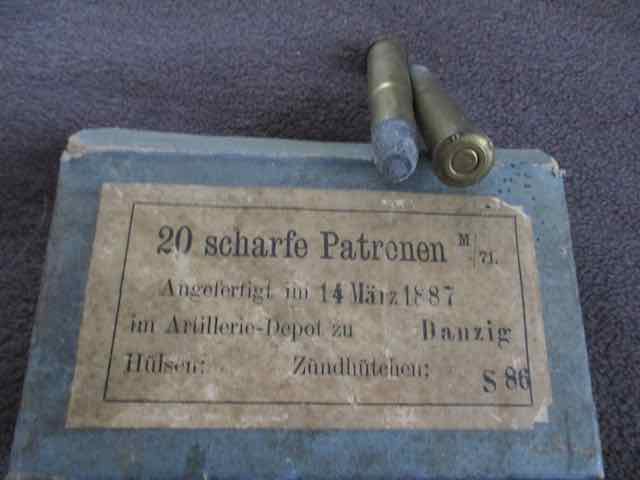 20 scharfe Patronen M/71.
Angefertigt im 14 März 1887
im Artillerie-Depot zu Danzig
Hülsen: Zündhütchen: S 86